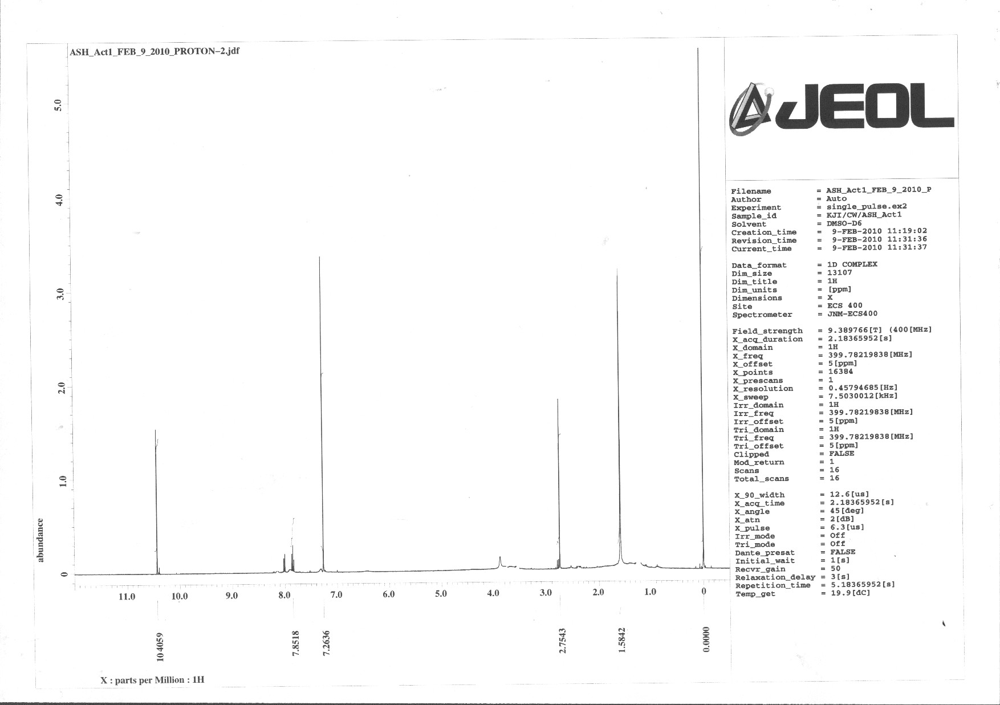 ASH_Act1_FEB_9_2010_PROTON-2.jdf
JEOL
5.0
4.0
3.0
2.0
1.0
0
abundance
11.0 10.0 9.0 8.0 7.0 6.0 5.0 4.0 3.0 2.0 1.0 0
10.4059
7.8518
7.2636
2.7543
1.5842
0.0000
X : parts per Million : 1H
Filename = ASH_Act1_FEB_9_2010_P
Author = Auto
Experiment = single_pulse.ex2
Sample_id = KJI/CW/ASH_Act1
Solvent = DMSO-D6
Creation_time = 9-FEB-2010 11:19:02
Revision_time = 9-FEB-2010 11:31:36
Current_time = 9-FEB-2010 11:31:37
Data_format = 1D COMPLEX
Dim_size = 13107
Dim_title = 1H
Dim_units = [ppm]
Dimensions = X
Site = ECS 400
Spectrometer = JNM-ECS400
Field_strength = 9.389766[T] (400[MHz]
X_acq_duration = 2.18365952[s]
X_domain = 1H
X_freq = 399.78219838[MHz]
X_offset = 5[ppm]
X_points = 16384
X_prescans = 1
X_resolution = 0.45794685[Hz]
X_sweep = 7.5030012[kHz]
Irr_domain = 1H
Irr_freq = 399.78219838[MHz]
Irr_offset = 5[ppm]
Tri_domain = 1H
Tri_freq = 399.78219838[MHz]
Tri_offset = 5[ppm]
Clipped = FALSE
Mod_return = 1
Scans = 16
Total_scans = 16
X_90_width = 12.6[us]
X_acq_time = 2.18365952[s]
X_angle = 45[deg]
X_atn = 2[dB]
X_pulse = 6.3[us]
Irr_mode = Off
Tri_mode = Off
Dante_presat = FALSE
Initial_wait = 1[s]
Recvr_gain = 50
Relaxation_delay = 3[s]
Repetition_time = 5.18365952[s]
Temp_get = 19.9[dC]